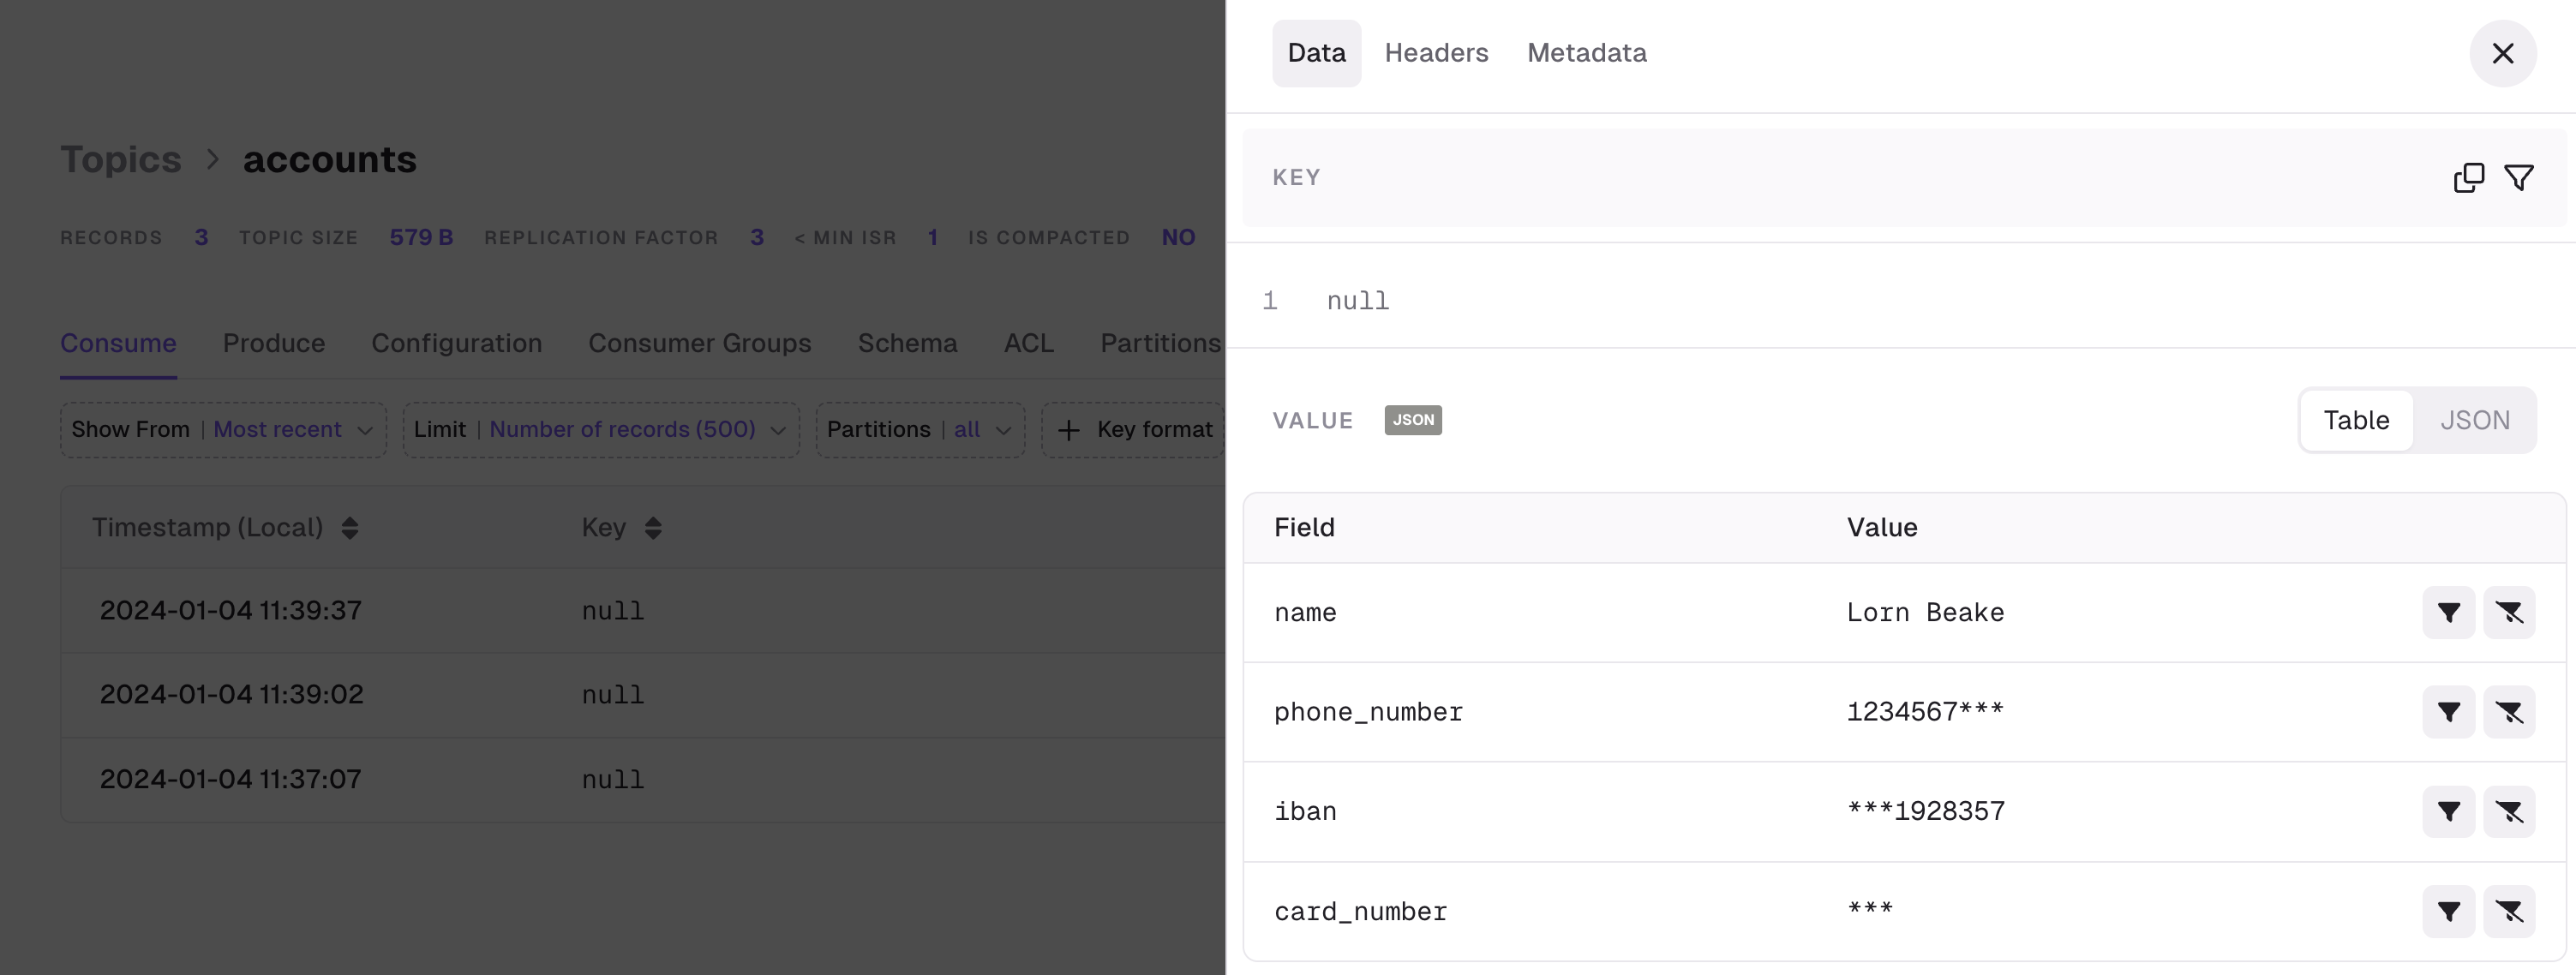 Topics > accounts
RECORDS 3 TOPIC SIZE 579 B REPLICATION FACTOR 3 < MIN ISR 1 IS COMPACTED NO
Consume Produce Configuration Consumer Groups Schema ACL Partitions
Show From | Most recent Limit | Number of records (500) Partitions | all + Key format
Timestamp (Local) Key
2024-01-04 11:39:37 null
2024-01-04 11:39:02 null
2024-01-04 11:37:07 null
Data Headers Metadata
KEY
1 null
VALUE JSON Table JSON
Field Value
name Lorn Beake
phone_number 1234567***
iban ***1928357
card_number ***